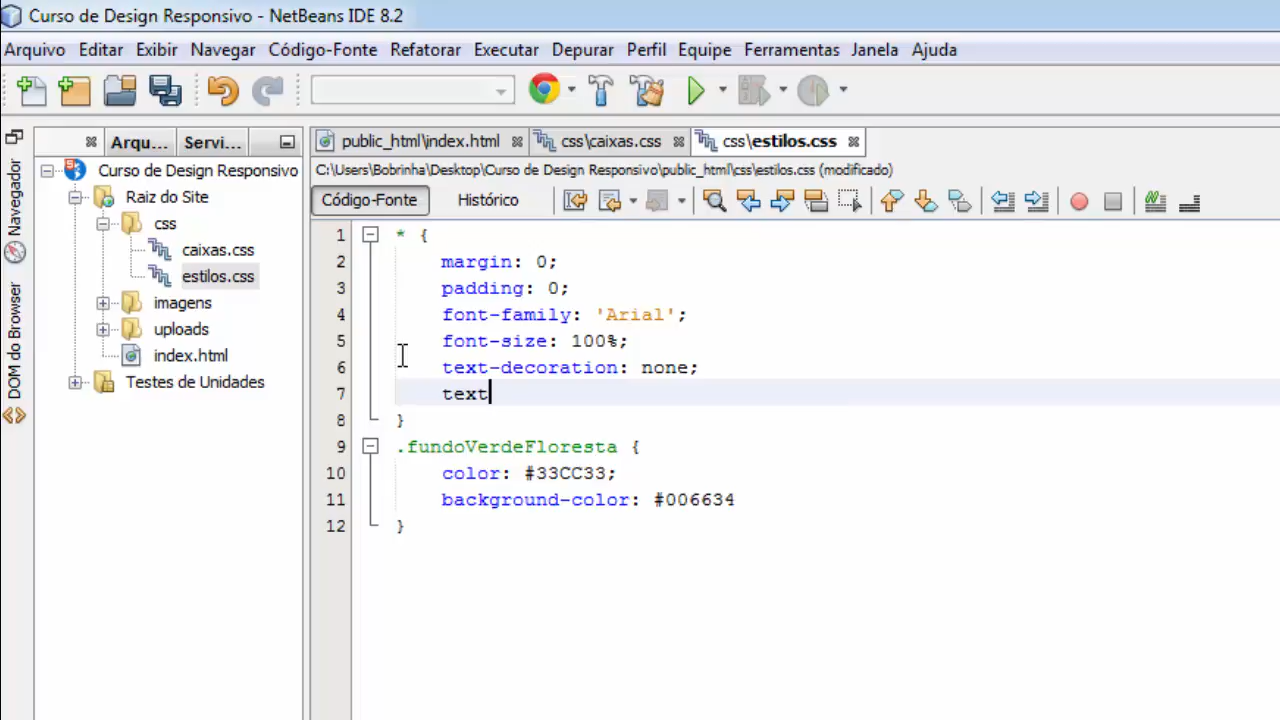 Curso de Design Responsivo - NetBeans IDE 8.2
Arquivo Editar Exibir Navegar Código-Fonte Refatorar Executar Depurar Perfil Equipe Ferramentas Janela Ajuda
Arqu... Servi... public_html\index.html css\caixas.css css\estilos.css
C:\Users\Bobrinha\Desktop\Curso de Design Responsivo\public_html\css\estilos.css (modificado)
Código-Fonte Histórico
Navegador
DOM do Browser
Curso de Design Responsivo
Raiz do Site
css
caixas.css
estilos.css
imagens
uploads
index.html
Testes de Unidades
1 * {
2 margin: 0;
3 padding: 0;
4 font-family: 'Arial';
5 font-size: 100%;
6 text-decoration: none;
7 text
8 }
9 .fundoVerdeFloresta {
10 color: #33CC33;
11 background-color: #006634
12 }